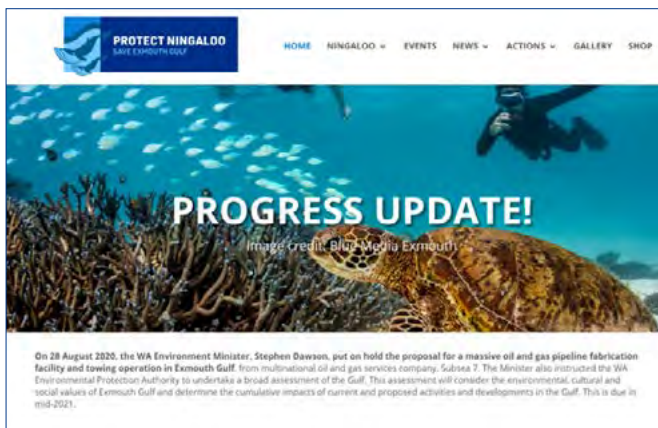 PROTECT NINGALOO
SAVE EXMOUTH GULF
HOME NINGALOO EVENTS NEWS ACTIONS GALLERY SHOP
PROGRESS UPDATE!
Image credit: Blue Media Exmouth
On 28 August 2020, the WA Environment Minister, Stephen Dawson, put on hold the proposal for a massive oil and gas pipeline fabrication
facility and towing operation in Exmouth Gulf, from multinational oil and gas services company, Subsea 7. The Minister also instructed the WA
Environmental Protection Authority to undertake a broad assessment of the Gulf. This assessment will consider the environmental, cultural and
social values of Exmouth Gulf and determine the cumulative impacts of current and proposed activities and developments in the Gulf. This is due in
mid-2021.